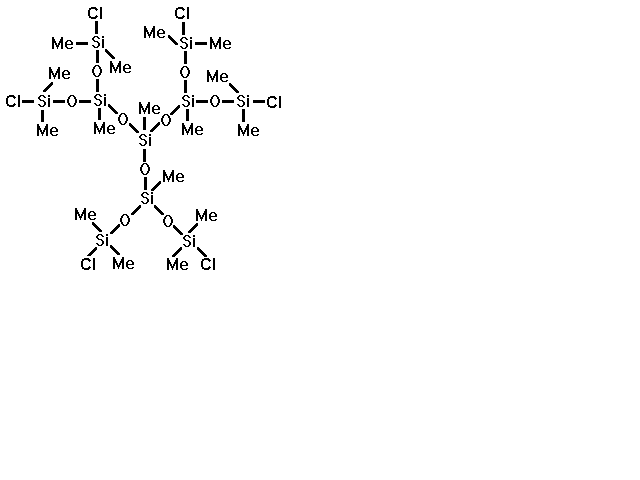 Cl Cl
Me Si Me Si Me
Me Me Me
O O
Cl Si O Si Si O Si Cl
Me Me O Me O Me Me
Si
O
Si Me
Me O O Me
Si Si
Cl Me Me Cl